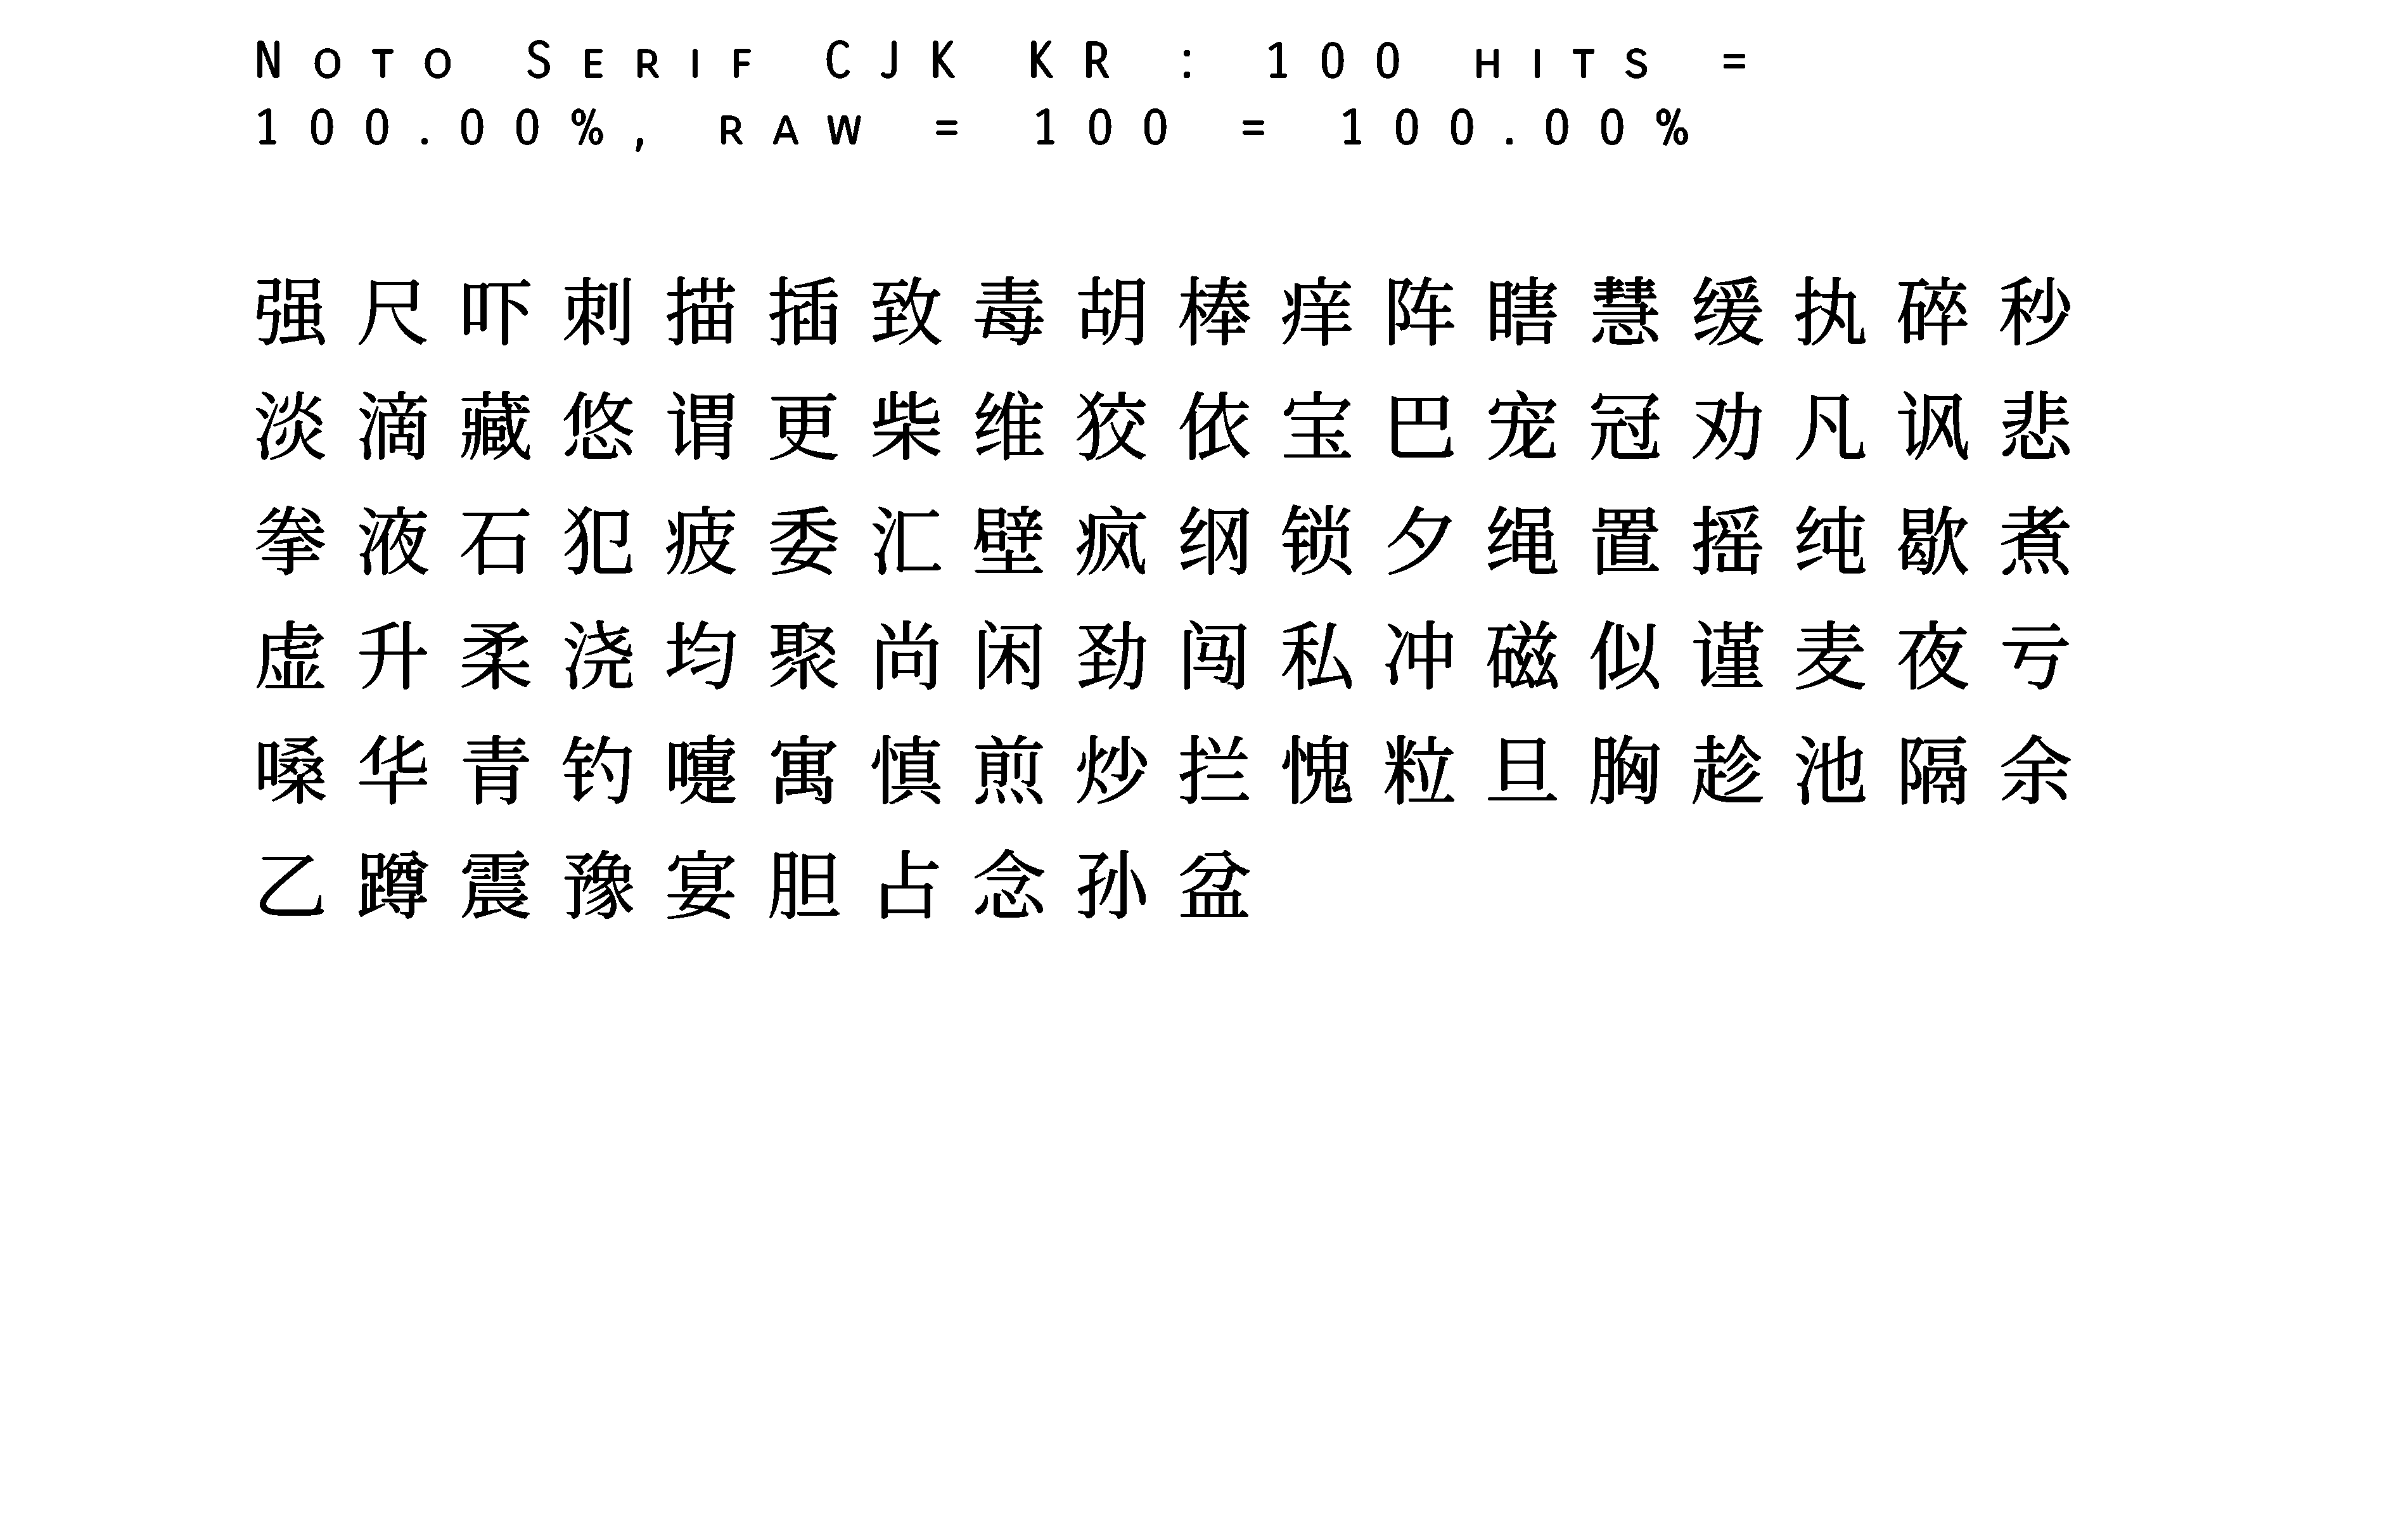 Noto Serif CJK KR : 100 hits =
100.00%, raw = 100 = 100.00%
强尺吓刺描插致毒胡棒痒阵瞎慧缓执碎秒
淡滴藏悠谓更柴维狡依宝巴宠冠劝凡讽悲
拳液石犯疲委汇壁疯纲锁夕绳置摇纯歇煮
虚升柔浇均聚尚闲劲闯私冲磁似谨麦夜亏
嗓华青钓嚏寓慎煎炒拦愧粒旦胸趁池隔余
乙蹲震豫宴胆占念孙盆